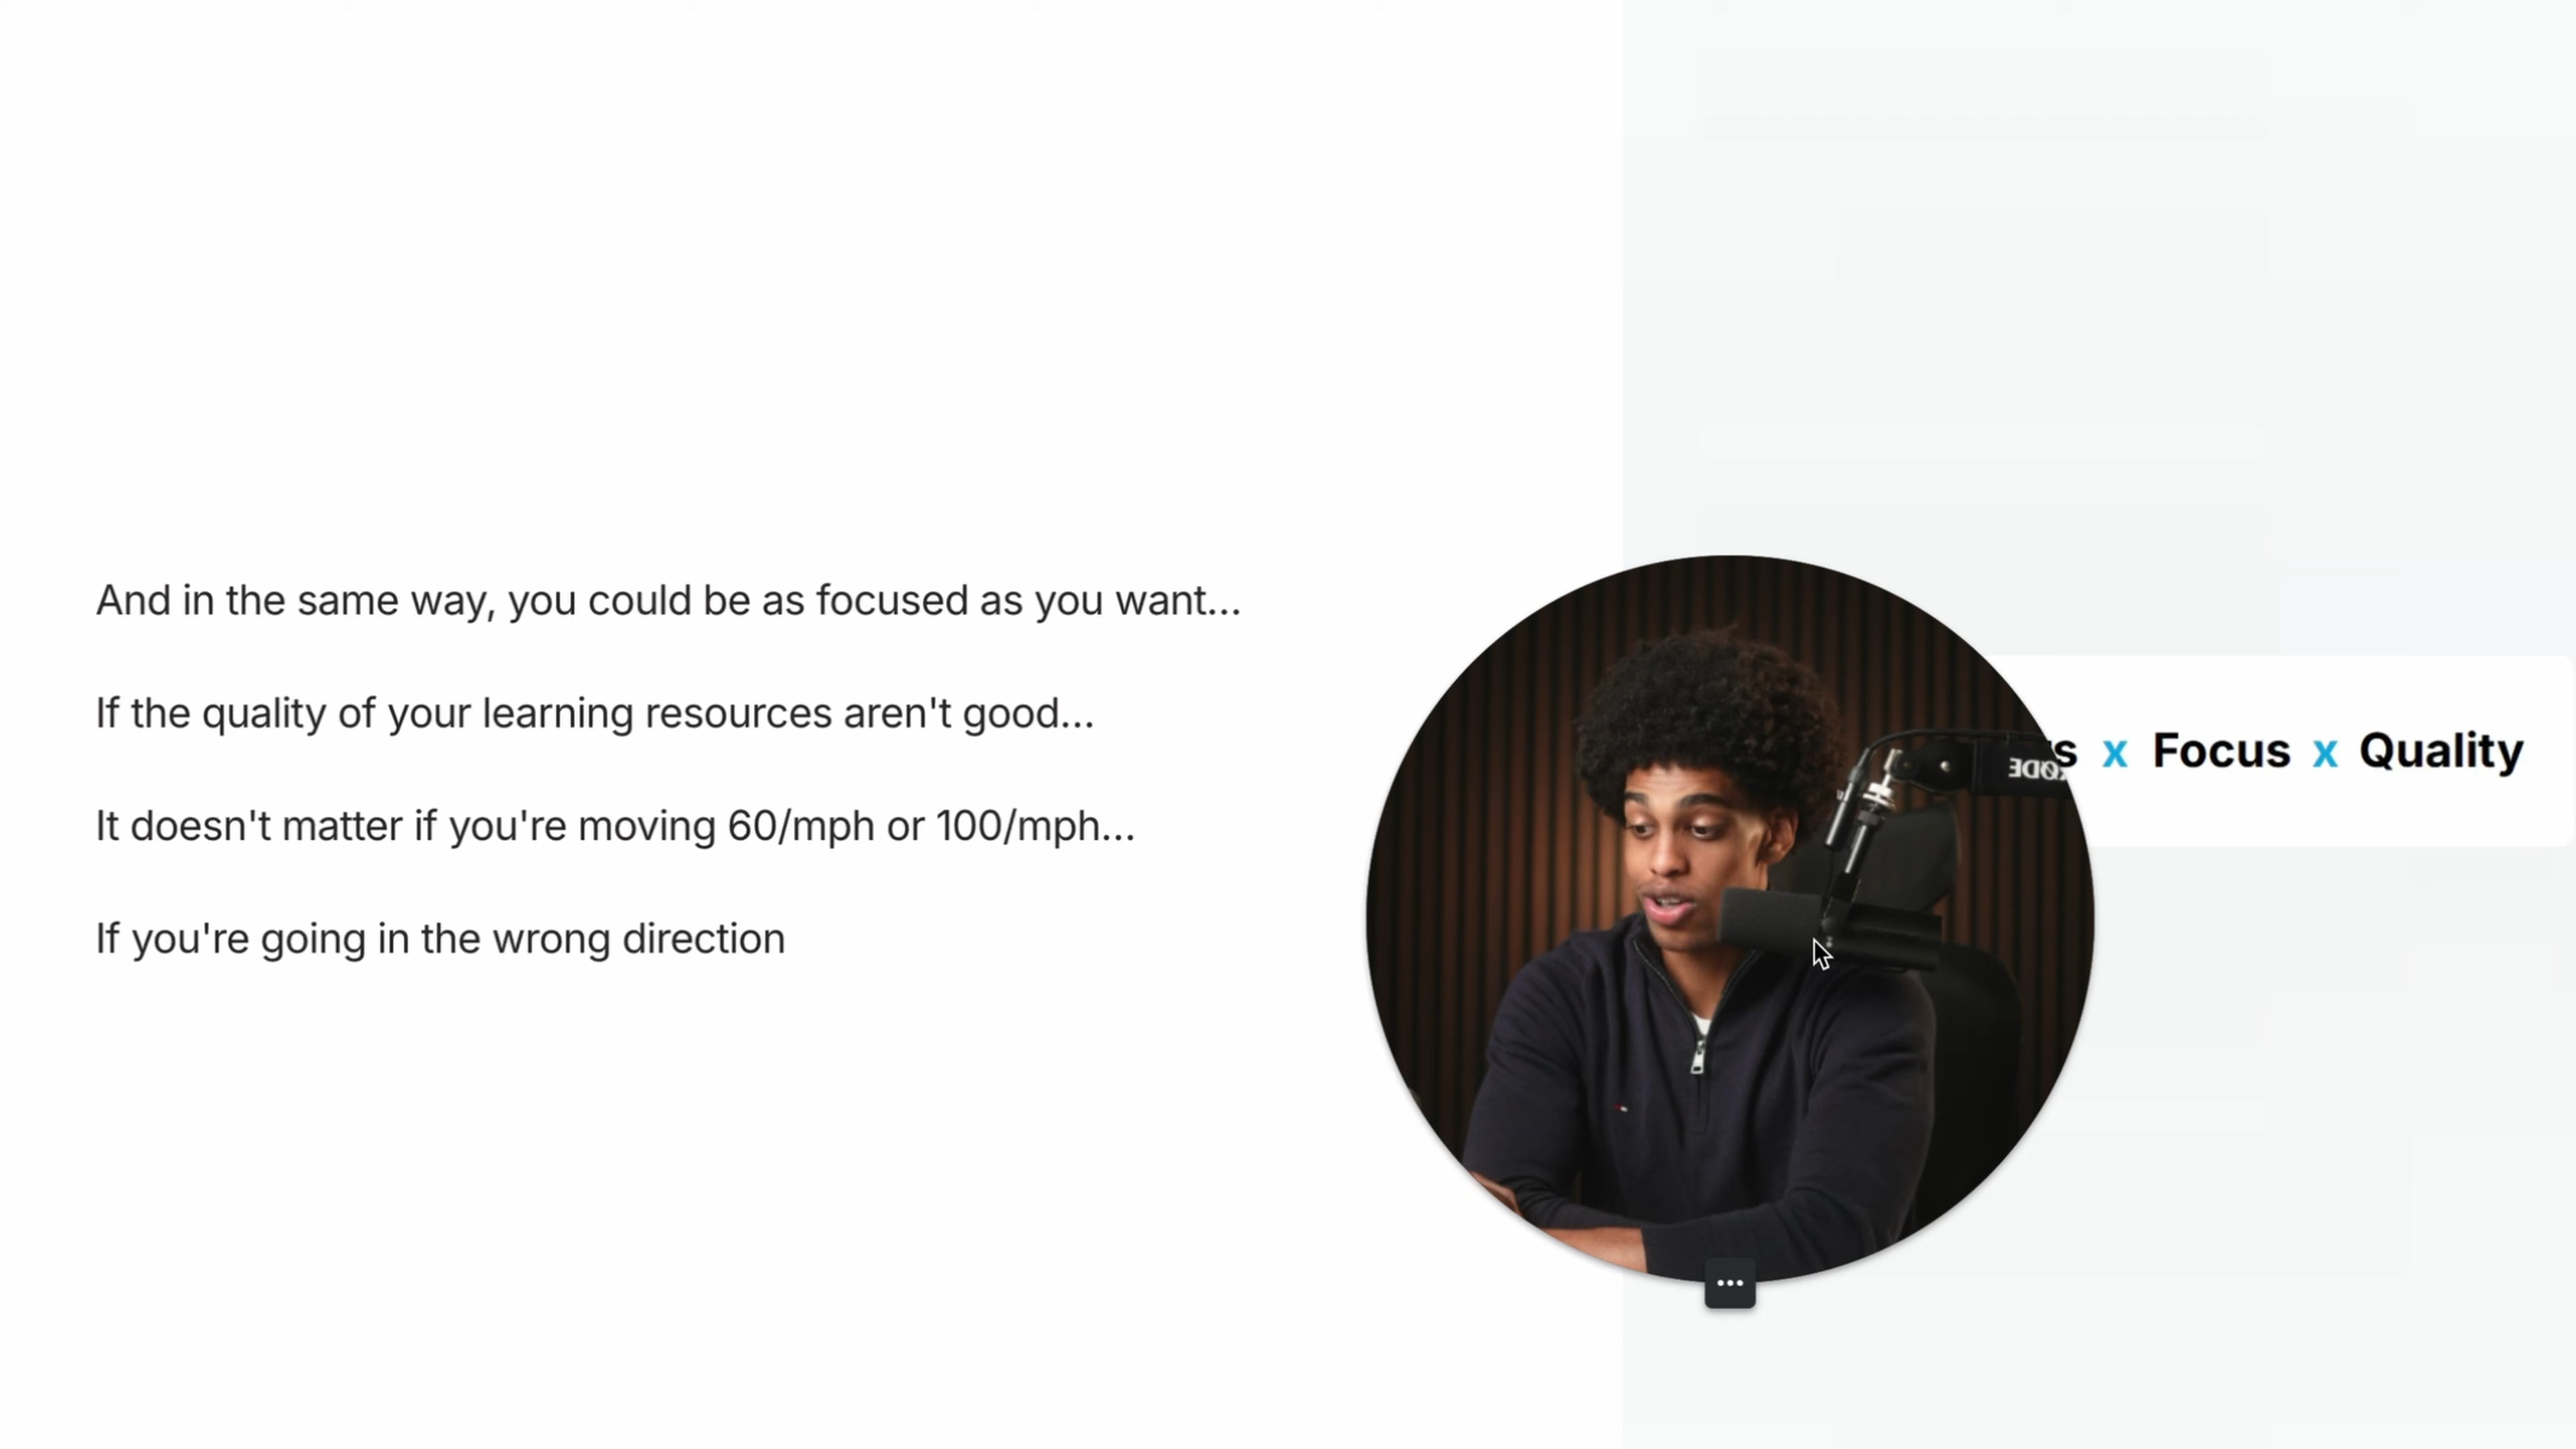 And in the same way, you could be as focused as you want...
If the quality of your learning resources aren't good...
It doesn't matter if you're moving 60/mph or 100/mph...
If you're going in the wrong direction
x Focus x Quality